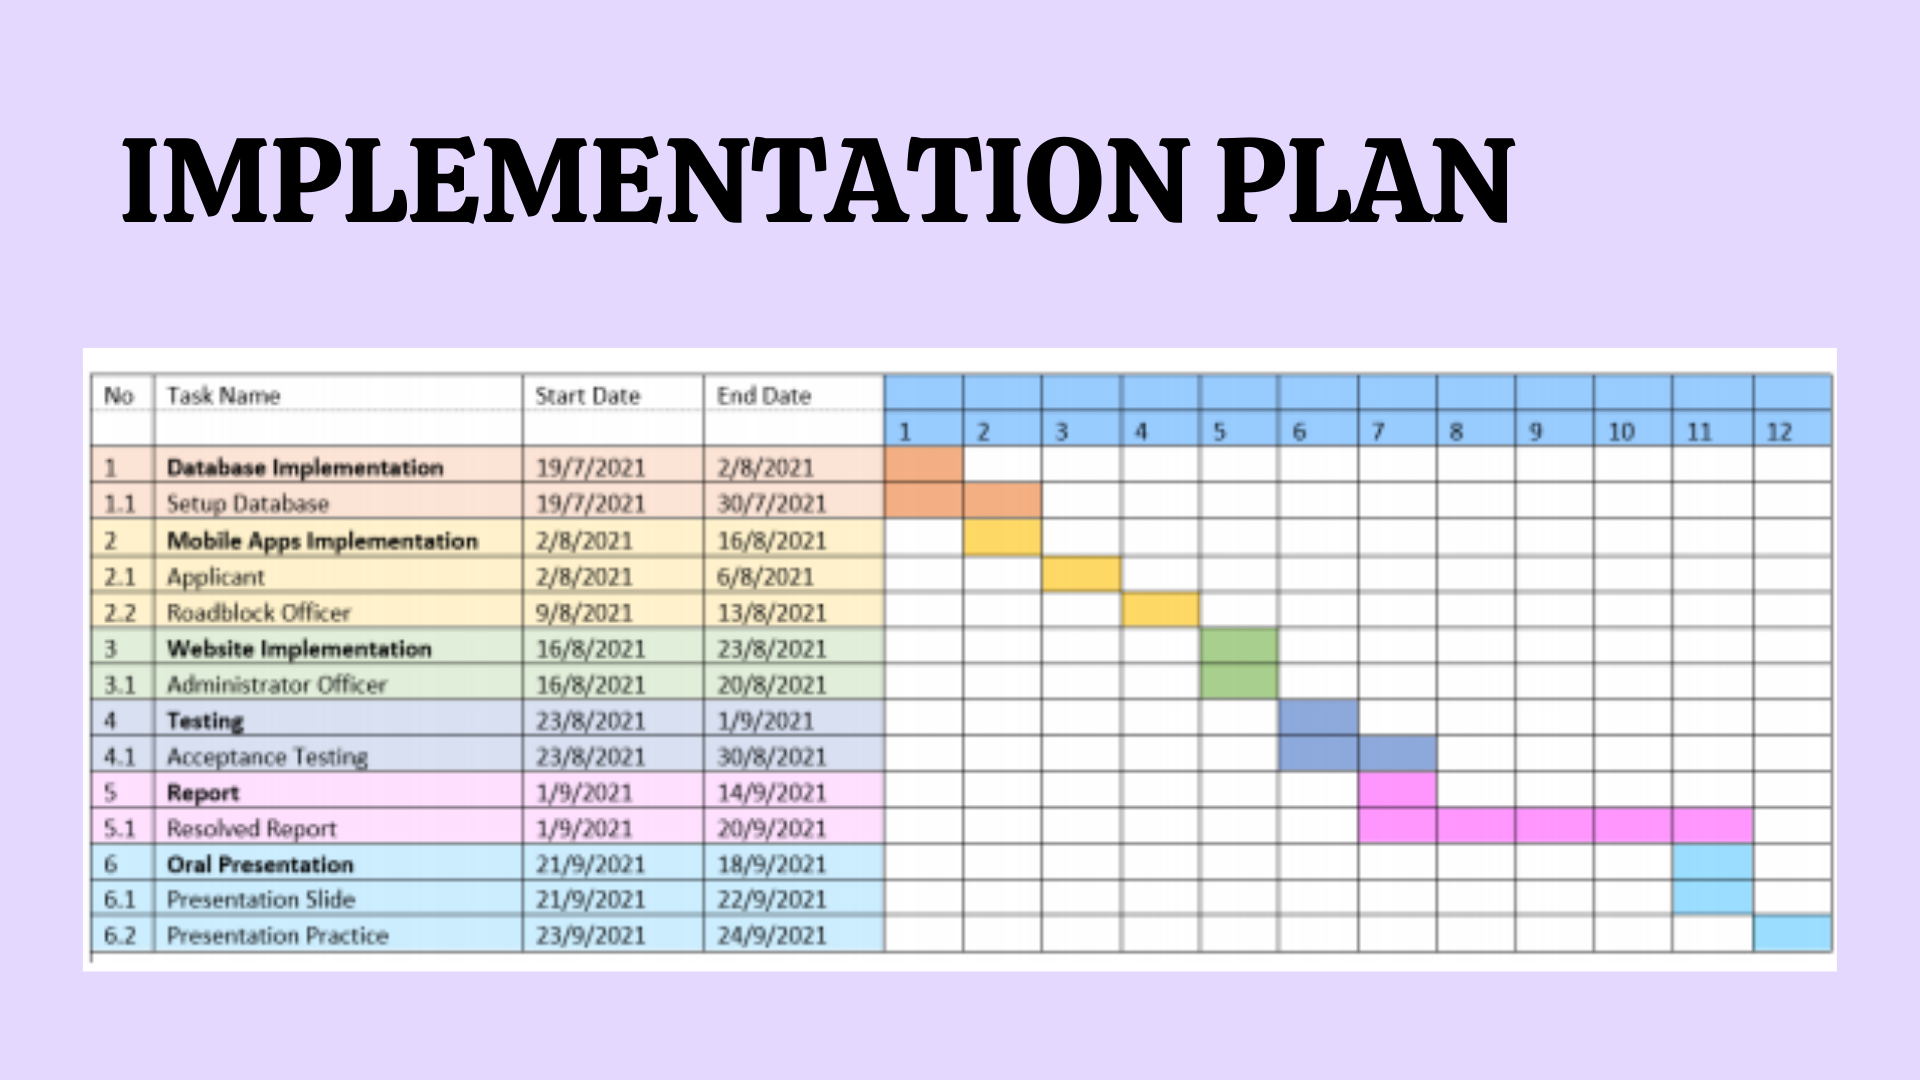 IMPLEMENTATION PLAN
No Task Name Start Date End Date
1 2 3 4 5 6 7 8 9 10 11 12
1 Database Implementation 19/7/2021 2/8/2021
1.1 Setup Database 19/7/2021 30/7/2021
2 Mobile Apps Implementation 2/8/2021 16/8/2021
2.1 Applicant 2/8/2021 6/8/2021
2.2 Roadblock Officer 9/8/2021 13/8/2021
3 Website Implementation 16/8/2021 23/8/2021
3.1 Administrator Officer 16/8/2021 20/8/2021
4 Testing 23/8/2021 1/9/2021
4.1 Acceptance Testing 23/8/2021 30/8/2021
5 Report 1/9/2021 14/9/2021
5.1 Resolved Report 1/9/2021 20/9/2021
6 Oral Presentation 21/9/2021 18/9/2021
6.1 Presentation Slide 21/9/2021 22/9/2021
6.2 Presentation Practice 23/9/2021 24/9/2021